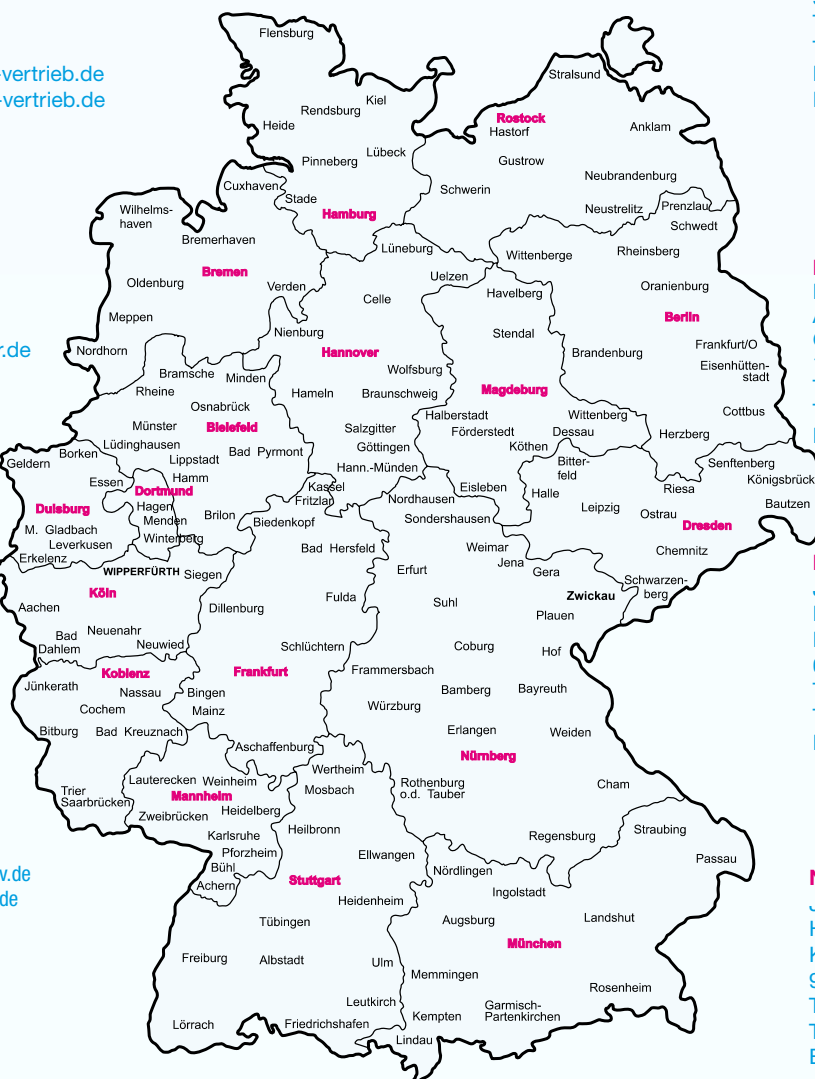 Flensburg
-vertrieb.de
Stralsund
-vertrieb.de
Kiel
Rendsburg
Rostock
Heide
Hastorf
Anklam
Lübeck
Pinneberg
Gustrow
Neubrandenburg
Cuxhaven
Schwerin
Stade
Prenzlau
Wilhelms-
haven
Hamburg
Neustrelitz
Schwedt
Bremerhaven
Lüneburg
Wittenberge
Rheinsberg
Bremen
Uelzen
Oldenburg
Verden
Oranienburg
Celle
Havelberg
Meppen
Berlin
Nienburg
Stendal
Frankfurt/O
r.de
Nordhorn
Hannover
Brandenburg
Eisenhütten-
stadt
Bramsche
Minden
Wolfsburg
Rheine
Hameln
Braunschweig
Magdeburg
Osnabrück
Halberstadt
Wittenberg
Cottbus
Münster
Bielefeld
Salzgitter
Förderstedt
Dessau
Herzberg
Lüdinghausen
Göttingen
Köthen
Borken
Lippstadt
Bad Pyrmont
Geldern
Hann.-Münden
Bitter-
feld
Senftenberg
Essen
Hamm
Kassel
Eisleben
Königsbrück
Dortmund
Fritzlar
Nordhausen
Halle
Riesa
Duisburg
Hagen
Leipzig
Bautzen
Menden
Brilon
Biedenkopf
Sondershausen
Ostrau
Dresden
M. Gladbach
Winterberg
Leverkusen
Bad Hersfeld
Weimar
Chemnitz
Erkelenz
Jena
WIPPERFÜRTH
Siegen
Erfurt
Gera
Schwarzen-
berg
Köln
Fulda
Suhl
Zwickau
Aachen
Dillenburg
Plauen
Neuenahr
Bad
Dahlem
Neuwied
Schlüchtern
Coburg
Hof
Koblenz
Frankfurt
Frammersbach
Jünkerath
Nassau
Bingen
Bamberg
Bayreuth
Cochem
Mainz
Würzburg
Bitburg
Bad Kreuznach
Erlangen
Weiden
Aschaffenburg
Nürnberg
Wertheim
Lauterecken
Weinheim
Mosbach
Rothenburg
o.d. Tauber
Cham
Trier
Saarbrücken
Mannheim
Zweibrücken
Heidelberg
Karlsruhe
Heilbronn
Regensburg
Straubing
Pforzheim
Ellwangen
Passau
Bühl
Nördlingen
w.de
Achern
Stuttgart
Ingolstadt
de
Heidenheim
Tübingen
Augsburg
Landshut
München
Freiburg
Albstadt
Ulm
Memmingen
Rosenheim
Leutkirch
Garmisch-
Partenkirchen
Lörrach
Friedrichshafen
Kempten
Lindau